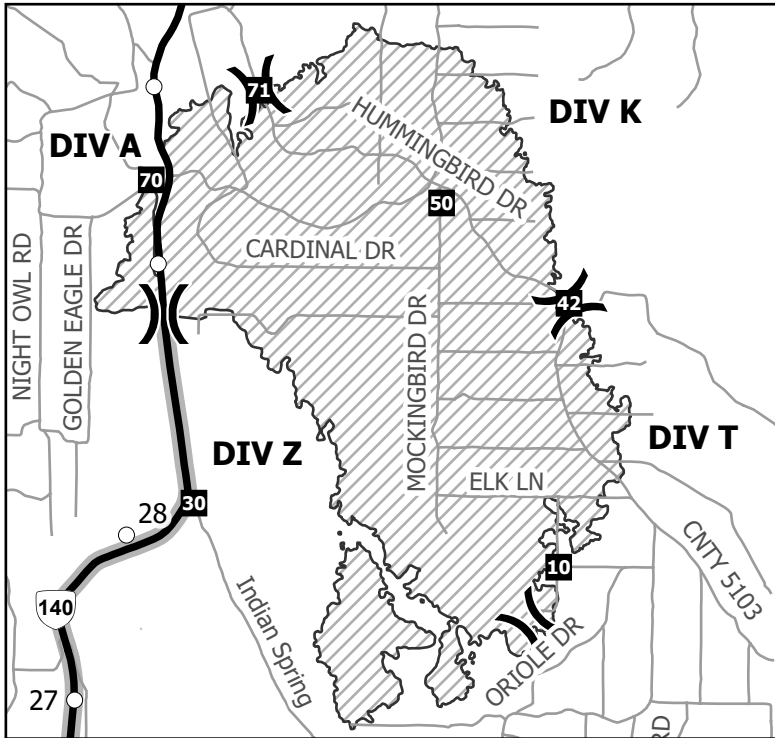 71
DIV K
DIV A
HUMMINGBIRD DR
70
50
CARDINAL DR
NIGHT OWL RD
GOLDEN EAGLE DR
42
MOCKINGBIRD DR
DIV T
DIV Z
ELK LN
30
28
CNTY 5103
10
140
Indian Spring
ORIOLE DR
27
RD